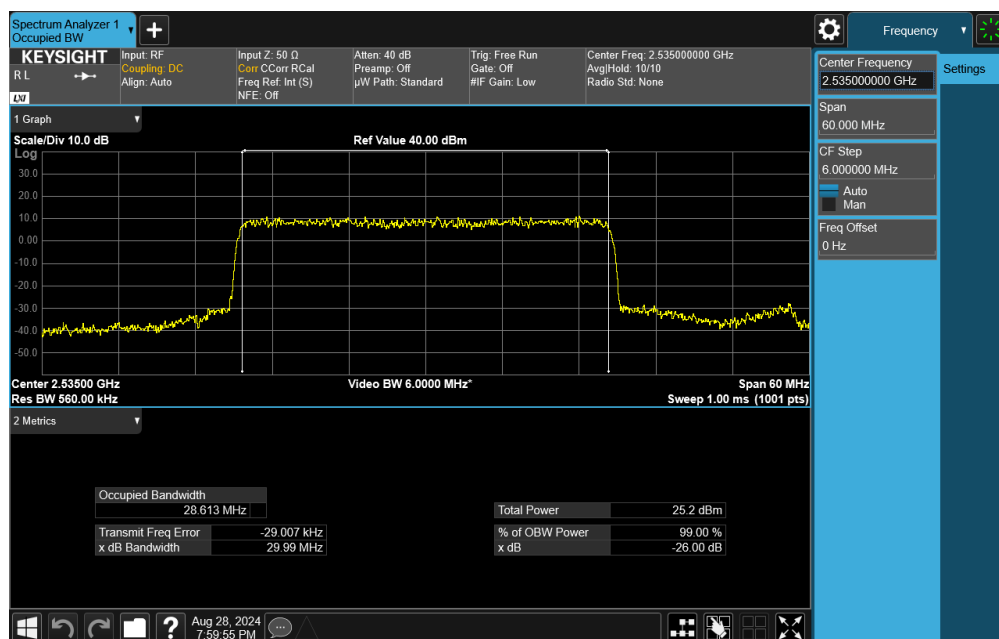 Spectrum Analyzer 1
Occupied BW
+
Frequency
KEYSIGHT
R L
LXI
Input: RF
Coupling: DC
Align: Auto
Input Z: 50 Ω
Corr CCorr RCal
Freq Ref: Int (S)
NFE: Off
Atten: 40 dB
Preamp: Off
µW Path: Standard
Trig: Free Run
Gate: Off
#IF Gain: Low
Center Freq: 2.535000000 GHz
Avg|Hold: 10/10
Radio Std: None
Center Frequency
2.535000000 GHz
Settings
Span
60.000 MHz
CF Step
6.000000 MHz
Auto
Man
Freq Offset
0 Hz
1 Graph
Scale/Div 10.0 dB
Ref Value 40.00 dBm
Log
30.0
20.0
10.0
0.00
-10.0
-20.0
-30.0
-40.0
-50.0
Center 2.53500 GHz
Video BW 6.0000 MHz*
Span 60 MHz
Res BW 560.00 kHz
Sweep 1.00 ms (1001 pts)
2 Metrics
Occupied Bandwidth
28.613 MHz
Total Power 25.2 dBm
Transmit Freq Error -29.007 kHz
% of OBW Power 99.00 %
x dB Bandwidth 29.99 MHz
x dB -26.00 dB
?
Aug 28, 2024
7:59:55 PM